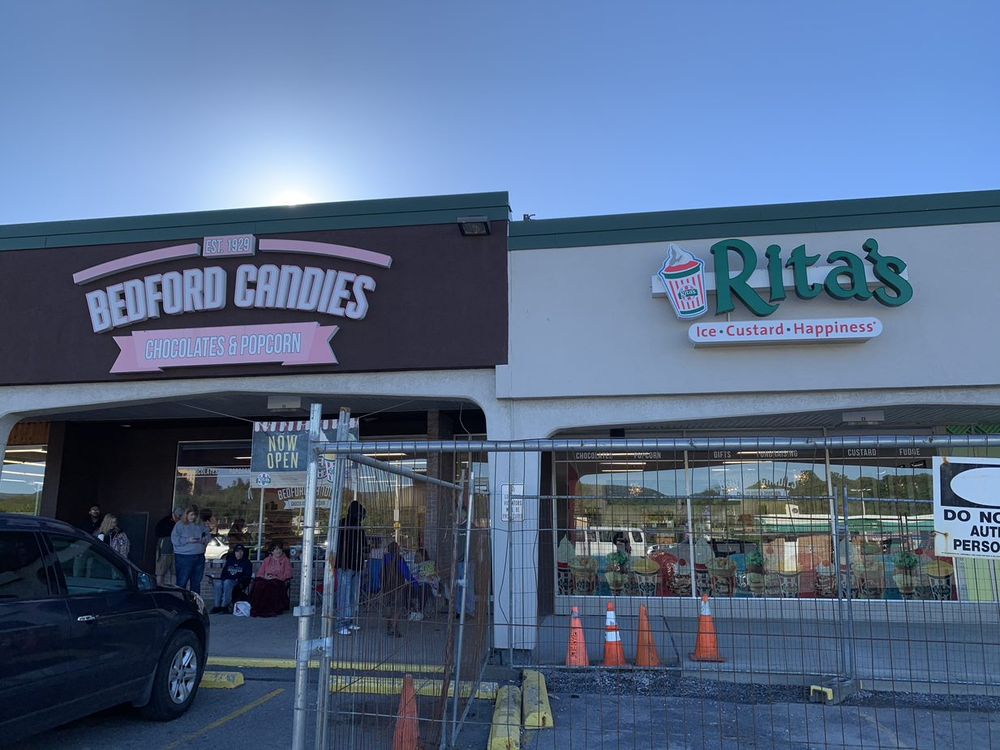 EST. 1929
BEDFORD CANDIES
CHOCOLATES & POPCORN
Rita's
Ice • Custard • Happiness
NOW
OPEN
BEDFORD
CHOCOLATES POPCORN GIFTS CUSTARD FUDGE
DO NO
AUT
PERSO